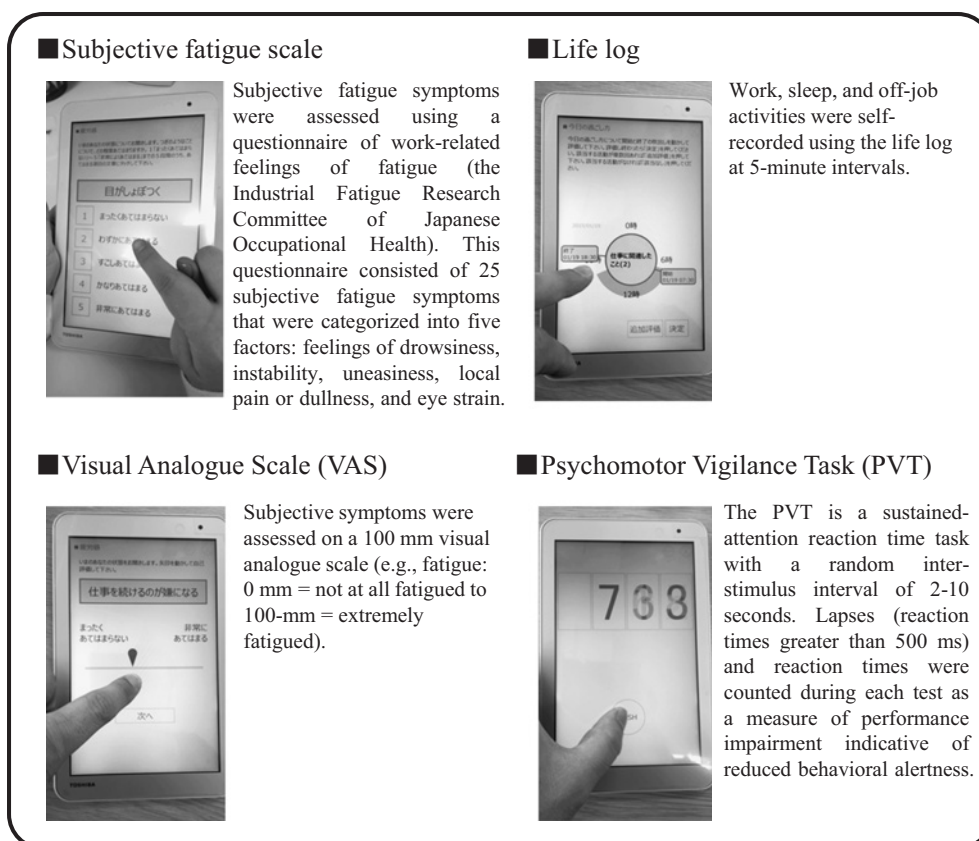 ■Subjective fatigue scale
目がしょぼつく
1 まったくあてはまらない
2 わずかにあてはまる
3 すこしあてはま
4 かなりあてはまる
5 非常にあてはまる
TOSHIBA
Subjective fatigue symptoms
were assessed using a
questionnaire of work-related
feelings of fatigue (the
Industrial Fatigue Research
Committee of Japanese
Occupational Health). This
questionnaire consisted of 25
subjective fatigue symptoms
that were categorized into five
factors: feelings of drowsiness,
instability, uneasiness, local
pain or dullness, and eye strain.
■Life log
今日の過ごし方
0時
仕事に関連した
こと(2)
6時
終了
開始
12時
追加評価 決定
Work, sleep, and off-job
activities were self-
recorded using the life log
at 5-minute intervals.
■Visual Analogue Scale (VAS)
仕事を続けるのが嫌になる
まったく
あてはまらない
非常に
あてはまる
次へ
TOSHIBA
Subjective symptoms were
assessed on a 100 mm visual
analogue scale (e.g., fatigue:
0 mm = not at all fatigued to
100-mm = extremely
fatigued).
■Psychomotor Vigilance Task (PVT)
The PVT is a sustained-
attention reaction time task
with a random inter-
stimulus interval of 2-10
seconds. Lapses (reaction
times greater than 500 ms)
and reaction times were
counted during each test as
a measure of performance
impairment indicative of
reduced behavioral alertness.